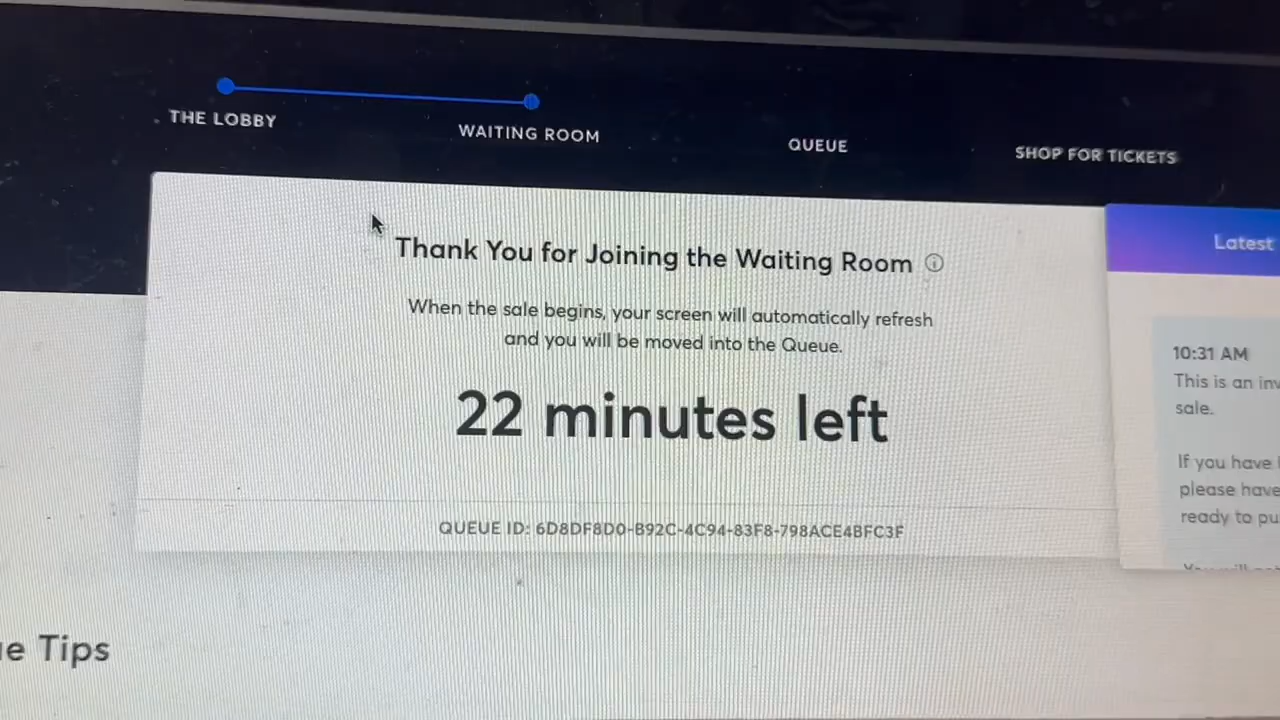 THE LOBBY
WAITING ROOM
QUEUE
SHOP FOR TICKETS
Thank You for Joining the Waiting Room
When the sale begins, your screen will automatically refresh
and you will be moved into the Queue.
22 minutes left
QUEUE ID: 6D8DF8D0-B92C-4C94-83F8-798ACE4BFC3F
Latest
10:31 AM
This is an inv
sale.
If you have
please have
ready to pu
e Tips